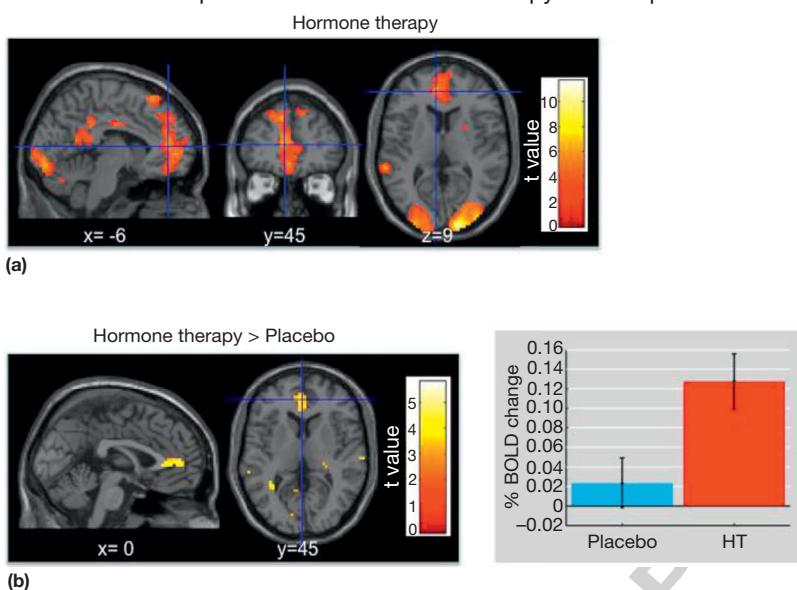 Hormone therapy
10
8
6
4
2
0
t value
x= -6
y=45
z=9
(a)
Hormone therapy > Placebo
5
4
3
2
1
0
t value
x= 0
y=45
(b)
0.16
0.14
0.12
0.10
0.08
0.06
0.04
0.02
0
−0.02
% BOLD change
Placebo
HT